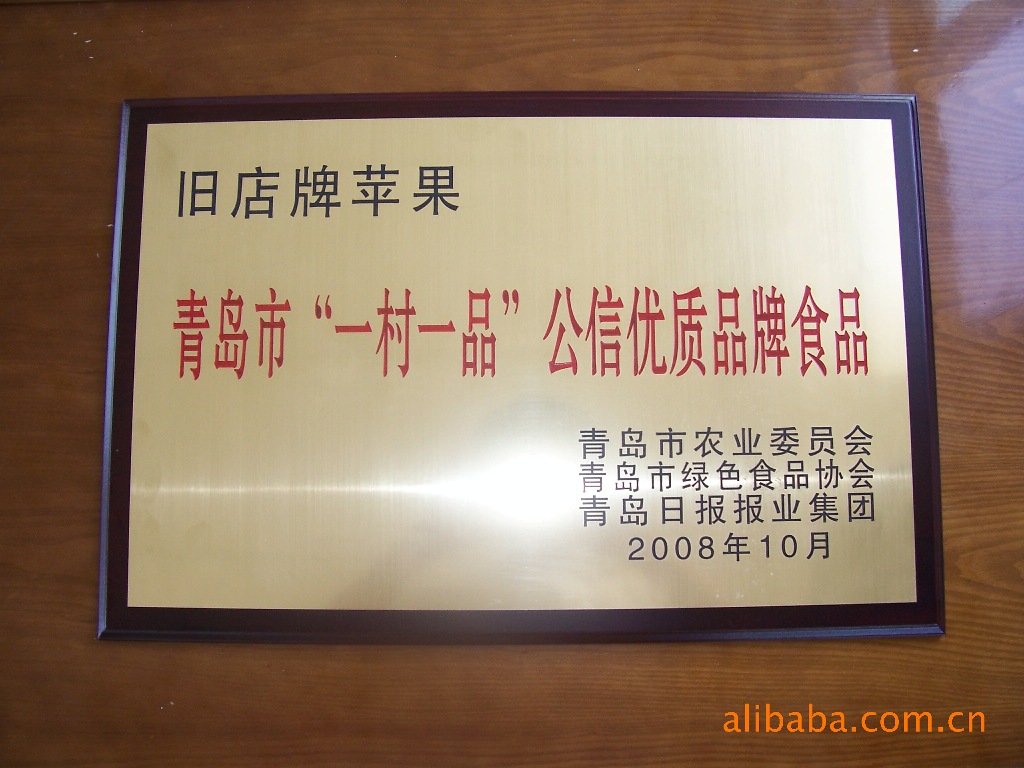 旧店牌苹果
青岛市“一村一品”公信优质品牌食品
青岛市农业委员会
青岛市绿色食品协会
青岛日报报业集团
2008年10月
alibaba.com.cn